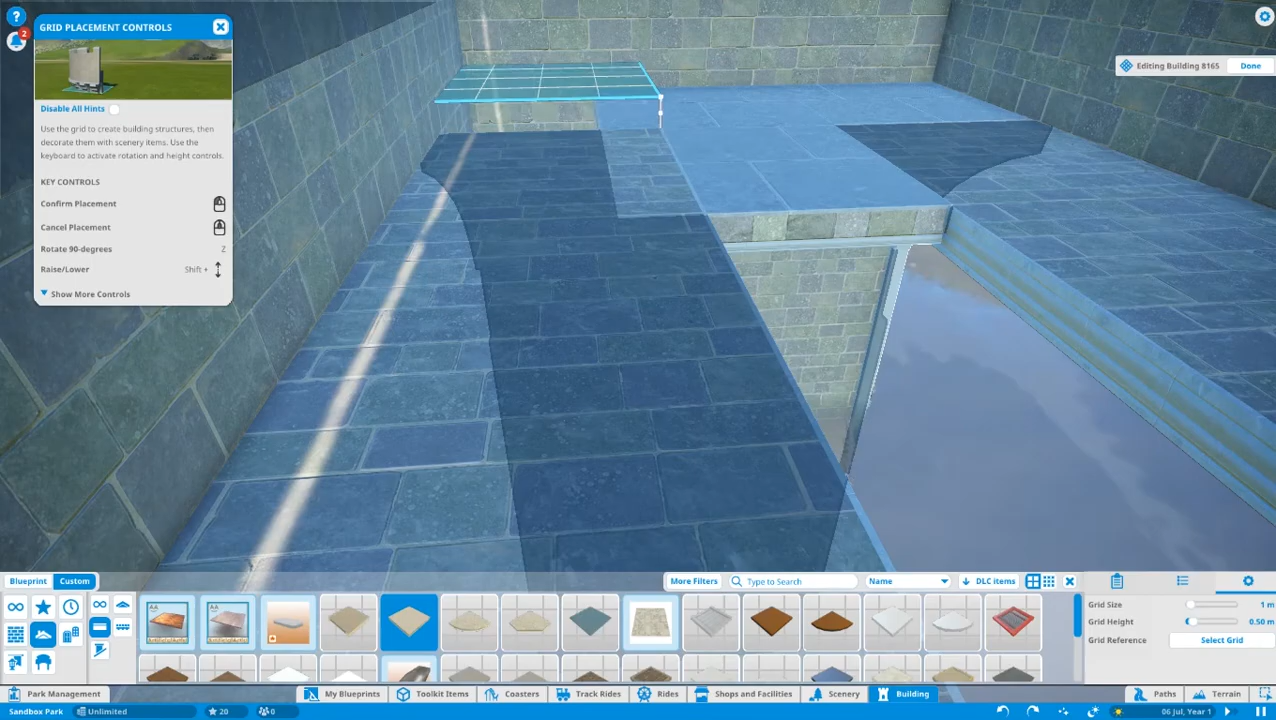 ?
2
GRID PLACEMENT CONTROLS
Disable All Hints
Use the grid to create building structures, then
decorate them with scenery items. Use the
keyboard to activate rotation and height controls.
KEY CONTROLS
Confirm Placement
Cancel Placement
Rotate 90-degrees Z
Raise/Lower Shift +
Show More Controls
Editing Building 8165 Done
Blueprint Custom
More Filters Type to Search Name DLC items
AA AA
Grid Size 1 m
Grid Height 0.50 m
Grid Reference Select Grid
Park Management My Blueprints Toolkit Items Coasters Track Rides Rides Shops and Facilities Scenery Building Paths Terrain
Sandbox Park Unlimited 20 0 06 Jul, Year 1